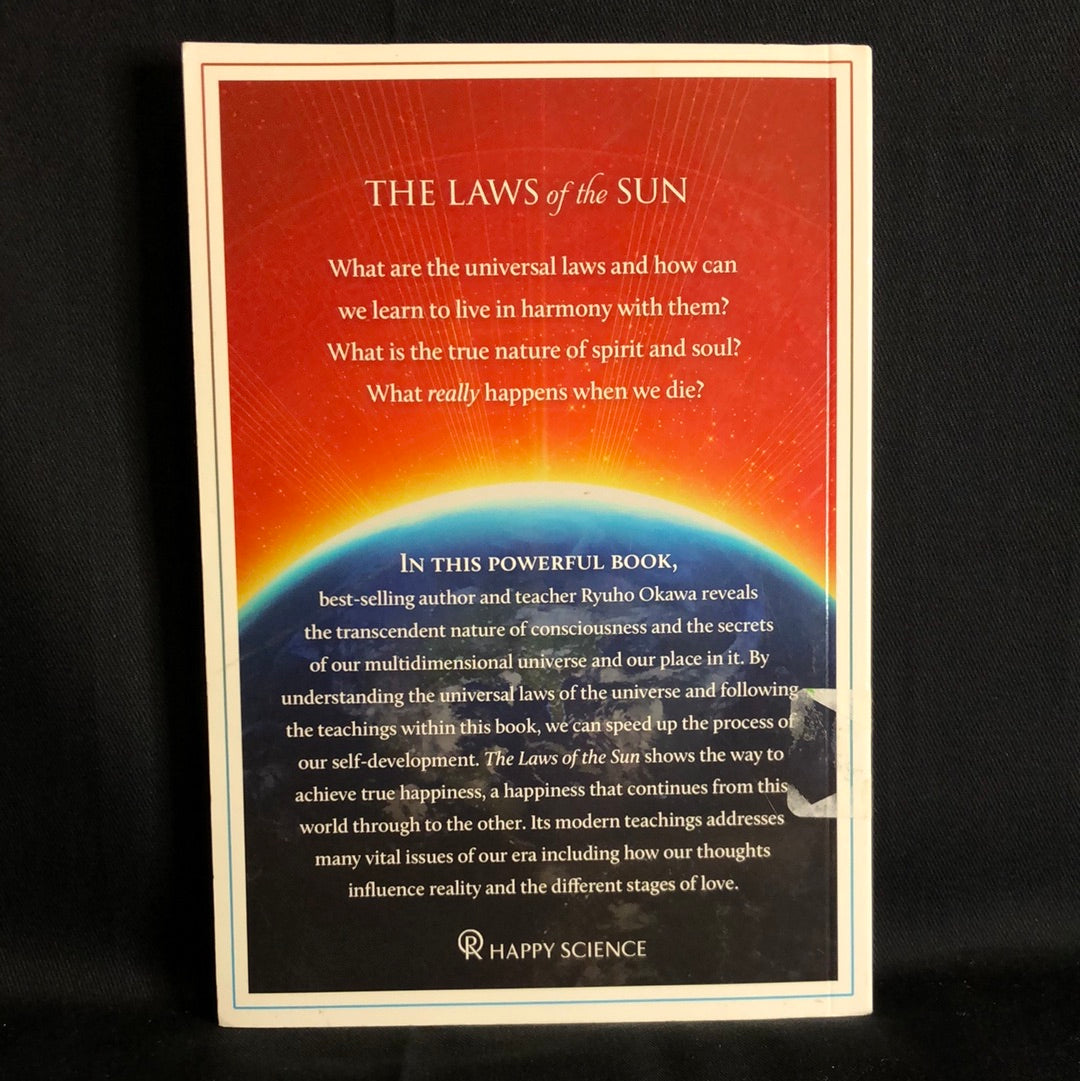 THE LAWS of the SUN
What are the universal laws and how can
we learn to live in harmony with them?
What is the true nature of spirit and soul?
What really happens when we die?
IN THIS POWERFUL BOOK,
best-selling author and teacher Ryuho Okawa reveals
the transcendent nature of consciousness and the secrets
of our multidimensional universe and our place in it. By
understanding the universal laws of the universe and following
the teachings within this book, we can speed up the process of
our self-development. The Laws of the Sun shows the way to
achieve true happiness, a happiness that continues from this
world through to the other. Its modern teachings addresses
many vital issues of our era including how our thoughts
influence reality and the different stages of love.
HAPPY SCIENCE